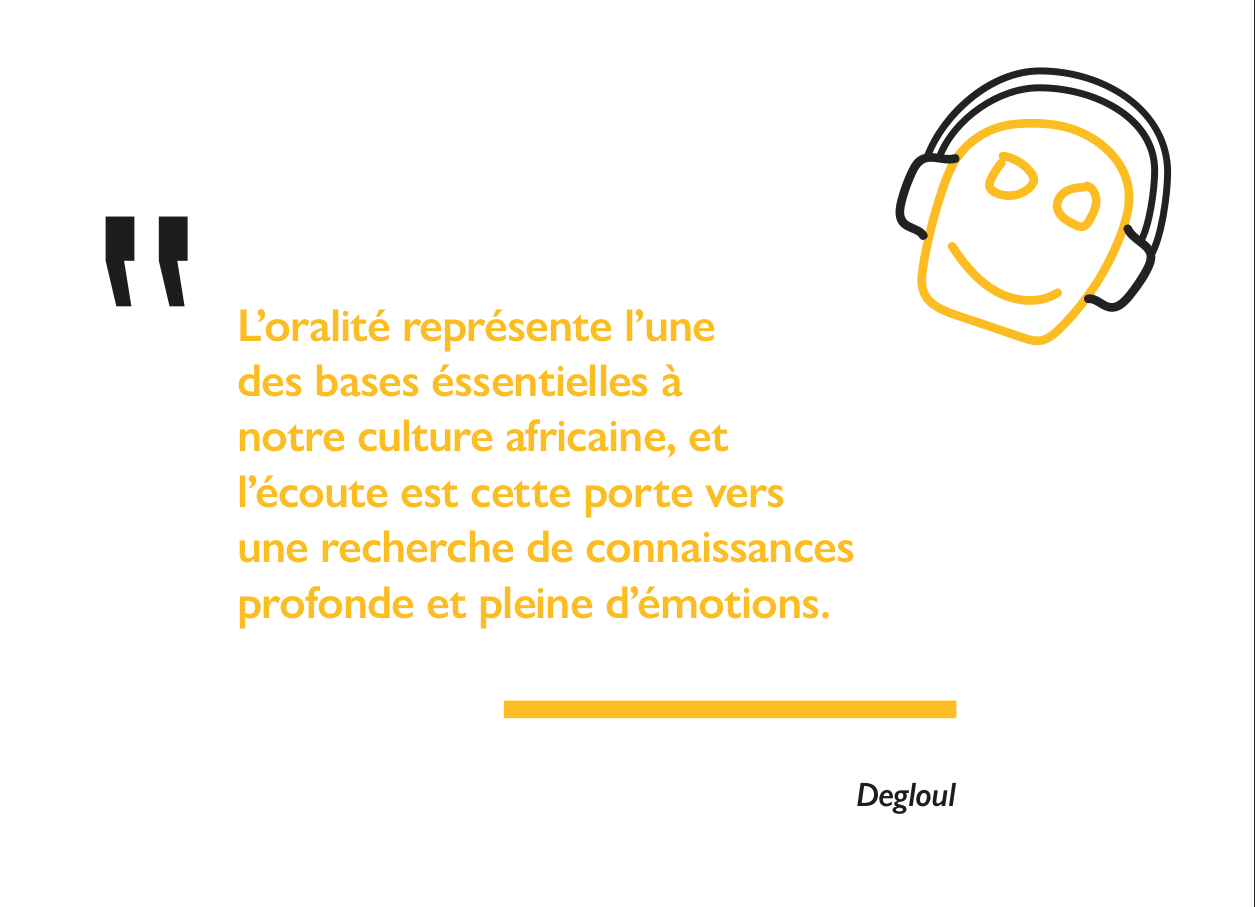 "
L’oralité représente l’une
des bases éssentielles à
notre culture africaine, et
l’écoute est cette porte vers
une recherche de connaissances
profonde et pleine d’émotions.
Degloul